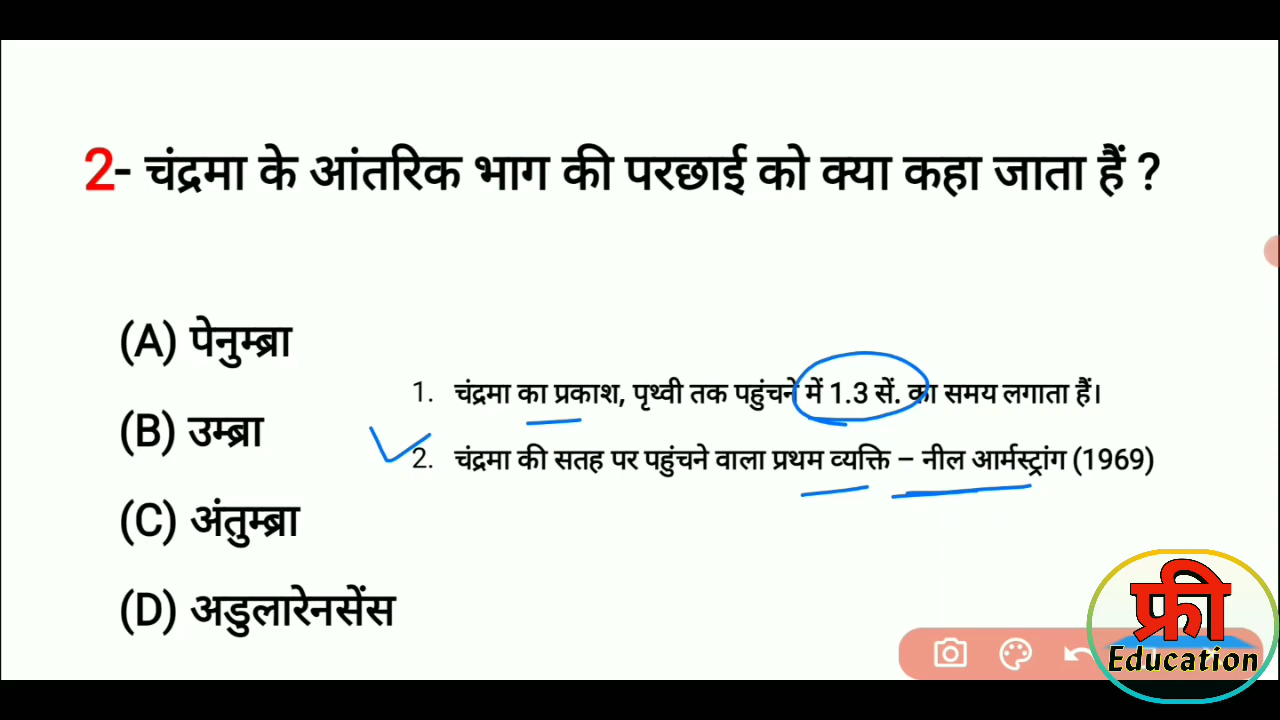 2- चंद्रमा के आंतरिक भाग की परछाई को क्या कहा जाता हैं ?
(A) पेनुम्ब्रा
1. चंद्रमा का प्रकाश, पृथ्वी तक पहुंचने में 1.3 सें. का समय लगाता हैं।
(B) उम्ब्रा
2. चंद्रमा की सतह पर पहुंचने वाला प्रथम व्यक्ति – नील आर्मस्ट्रांग (1969)
(C) अंतुम्ब्रा
(D) अडुलारेनसेंस
फ्री
Education